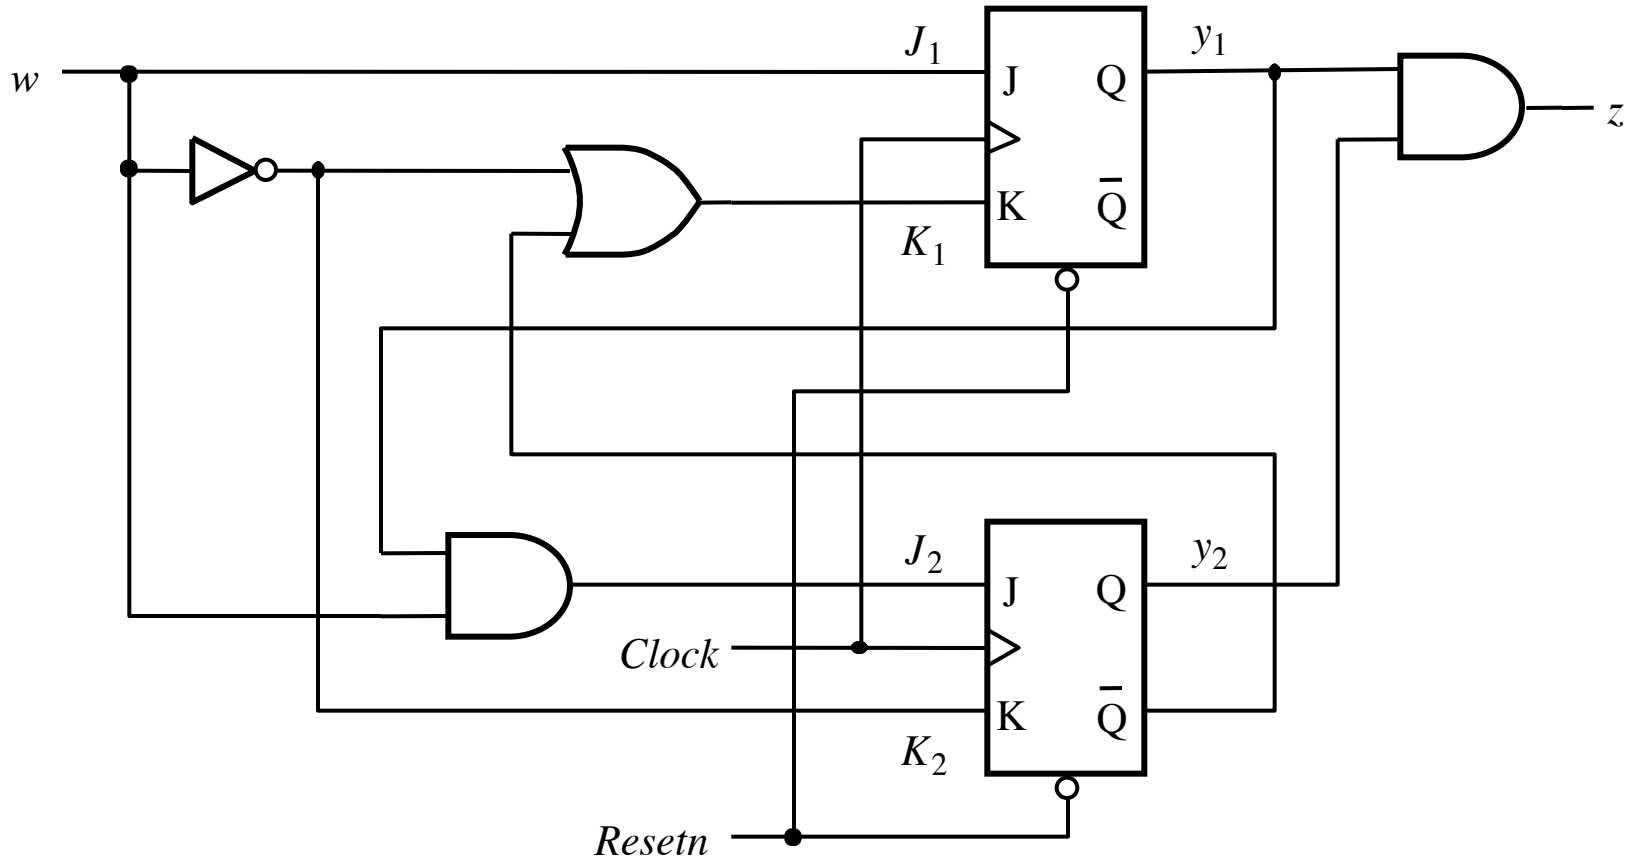 J₁
y₁
w
J
Q
z
K₁
K
Q̅
J₂
y₂
J
Q
Clock
K₂
K
Q̅
Resetn